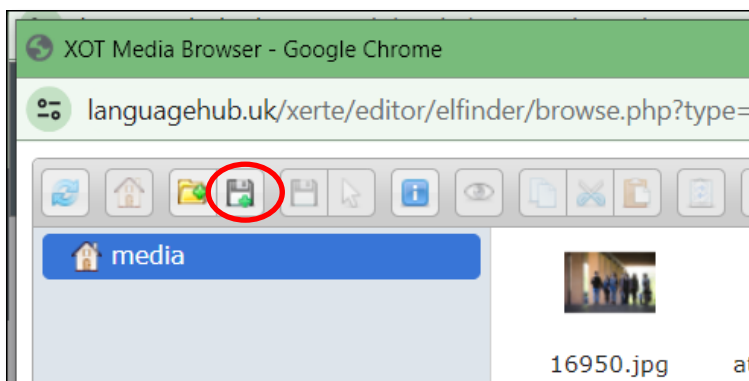 XOT Media Browser - Google Chrome
languagehub.uk/xerte/editor/elfinder/browse.php?type=
media
16950.jpg